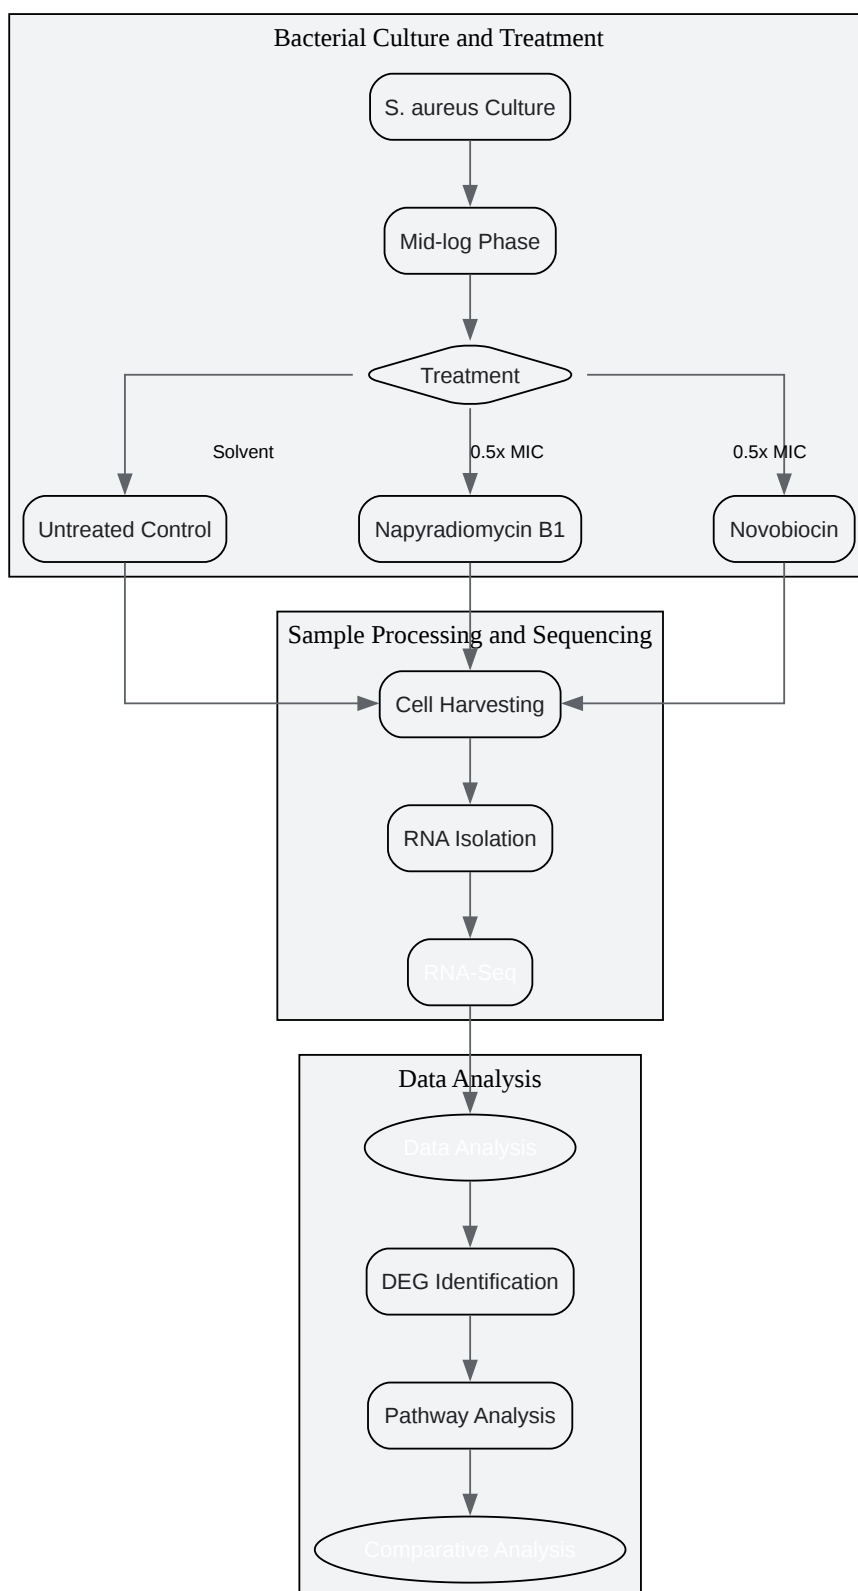 Bacterial Culture and Treatment
S. aureus Culture
Mid-log Phase
Treatment
Solvent
0.5x MIC
0.5x MIC
Untreated Control
Napyradiomycin B1
Novobiocin
Sample Processing and Sequencing
Cell Harvesting
RNA Isolation
RNA-Seq
Data Analysis
Data Analysis
DEG Identification
Pathway Analysis
Comparative Analysis